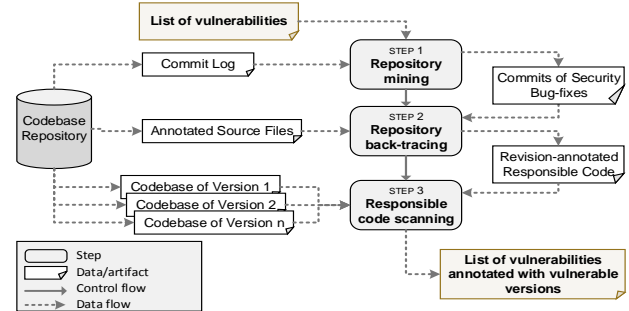 List of vulnerabilities
STEP 1
Repository
mining
Commit Log
Commits of Security
Bug-fixes
Codebase
Repository
STEP 2
Repository
back-tracing
Annotated Source Files
Revision-annotated
Responsible Code
Codebase of Version 1
Codebase of Version 2
Codebase of Version n
STEP 3
Responsible
code scanning
Step
Data/artifact
Control flow
Data flow
List of vulnerabilities
annotated with vulnerable
versions